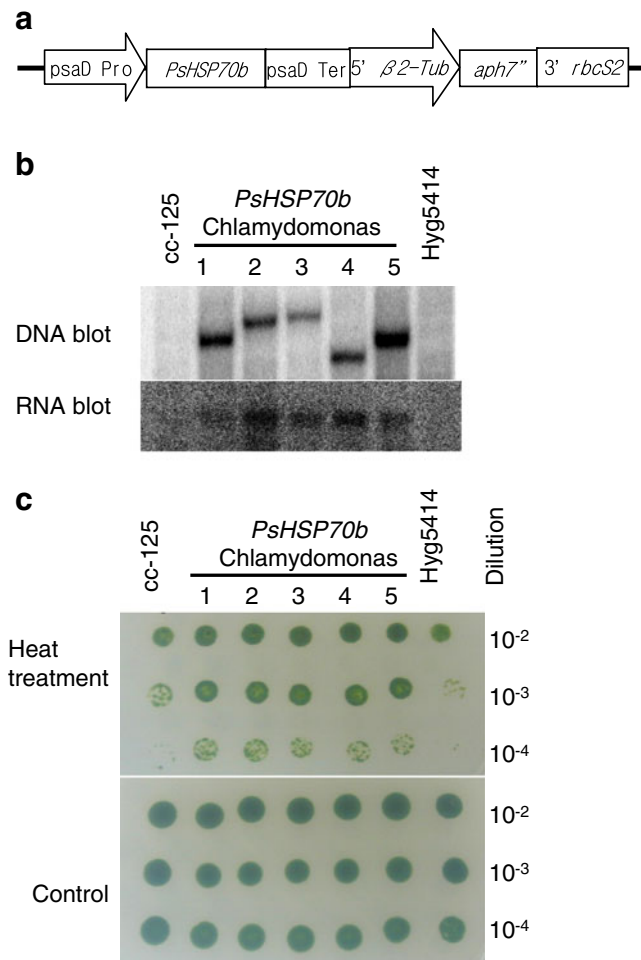 a
psaD Pro PsHSP70b psaD Ter 5' β2-Tub aph7" 3' rbcS2
b
cc-125
PsHSP70b
Chlamydomonas
Hyg5414
1 2 3 4 5
DNA blot
RNA blot
c
cc-125
PsHSP70b
Chlamydomonas
Hyg5414
Dilution
1 2 3 4 5
Heat
treatment
10-2
10-3
10-4
Control
10-2
10-3
10-4